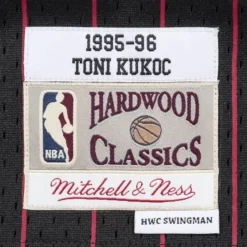 1995-96
TONI KUKOC
NBA
HARDWOOD
CLASSICS
Mitchell & Ness
HWC SWINGMAN